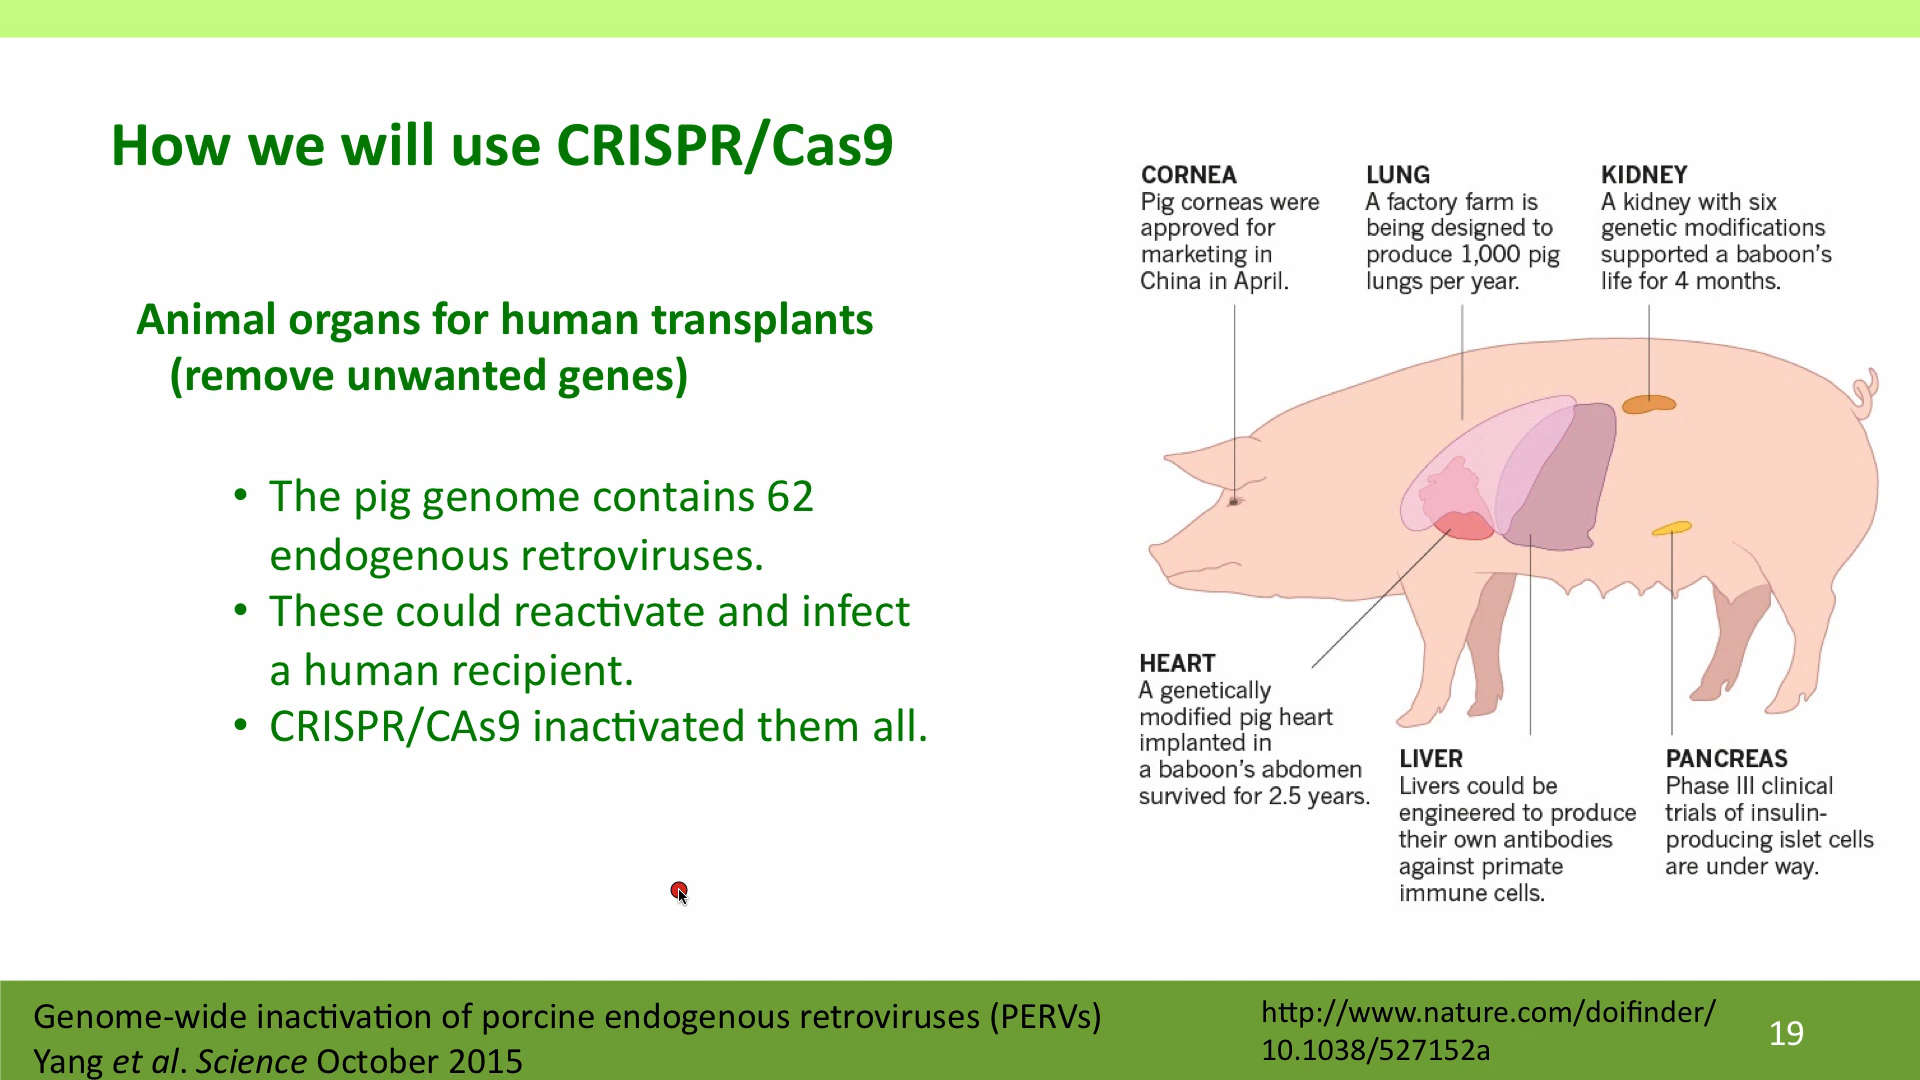 How we will use CRISPR/Cas9
Animal organs for human transplants
(remove unwanted genes)
• The pig genome contains 62
endogenous retroviruses.
• These could reactivate and infect
a human recipient.
• CRISPR/CAs9 inactivated them all.
CORNEA
Pig corneas were
approved for
marketing in
China in April.
LUNG
A factory farm is
being designed to
produce 1,000 pig
lungs per year.
KIDNEY
A kidney with six
genetic modifications
supported a baboon's
life for 4 months.
HEART
A genetically
modified pig heart
implanted in
a baboon's abdomen
survived for 2.5 years.
LIVER
Livers could be
engineered to produce
their own antibodies
against primate
immune cells.
PANCREAS
Phase III clinical
trials of insulin-
producing islet cells
are under way.
Genome-wide inactivation of porcine endogenous retroviruses (PERVs)
Yang et al. Science October 2015
http://www.nature.com/doifinder/
10.1038/527152a
19